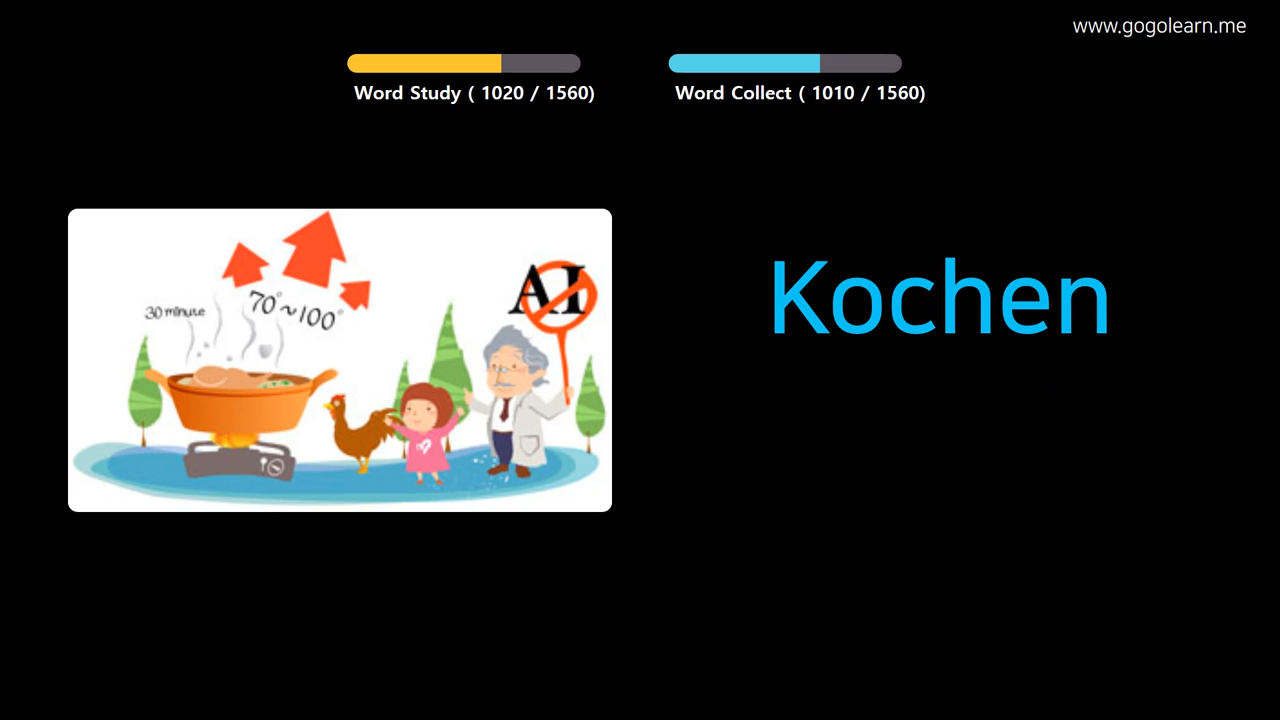 www.gogolearn.me
Word Study ( 1020 / 1560)
Word Collect ( 1010 / 1560)
30 minute
70°~100°
AI
Kochen